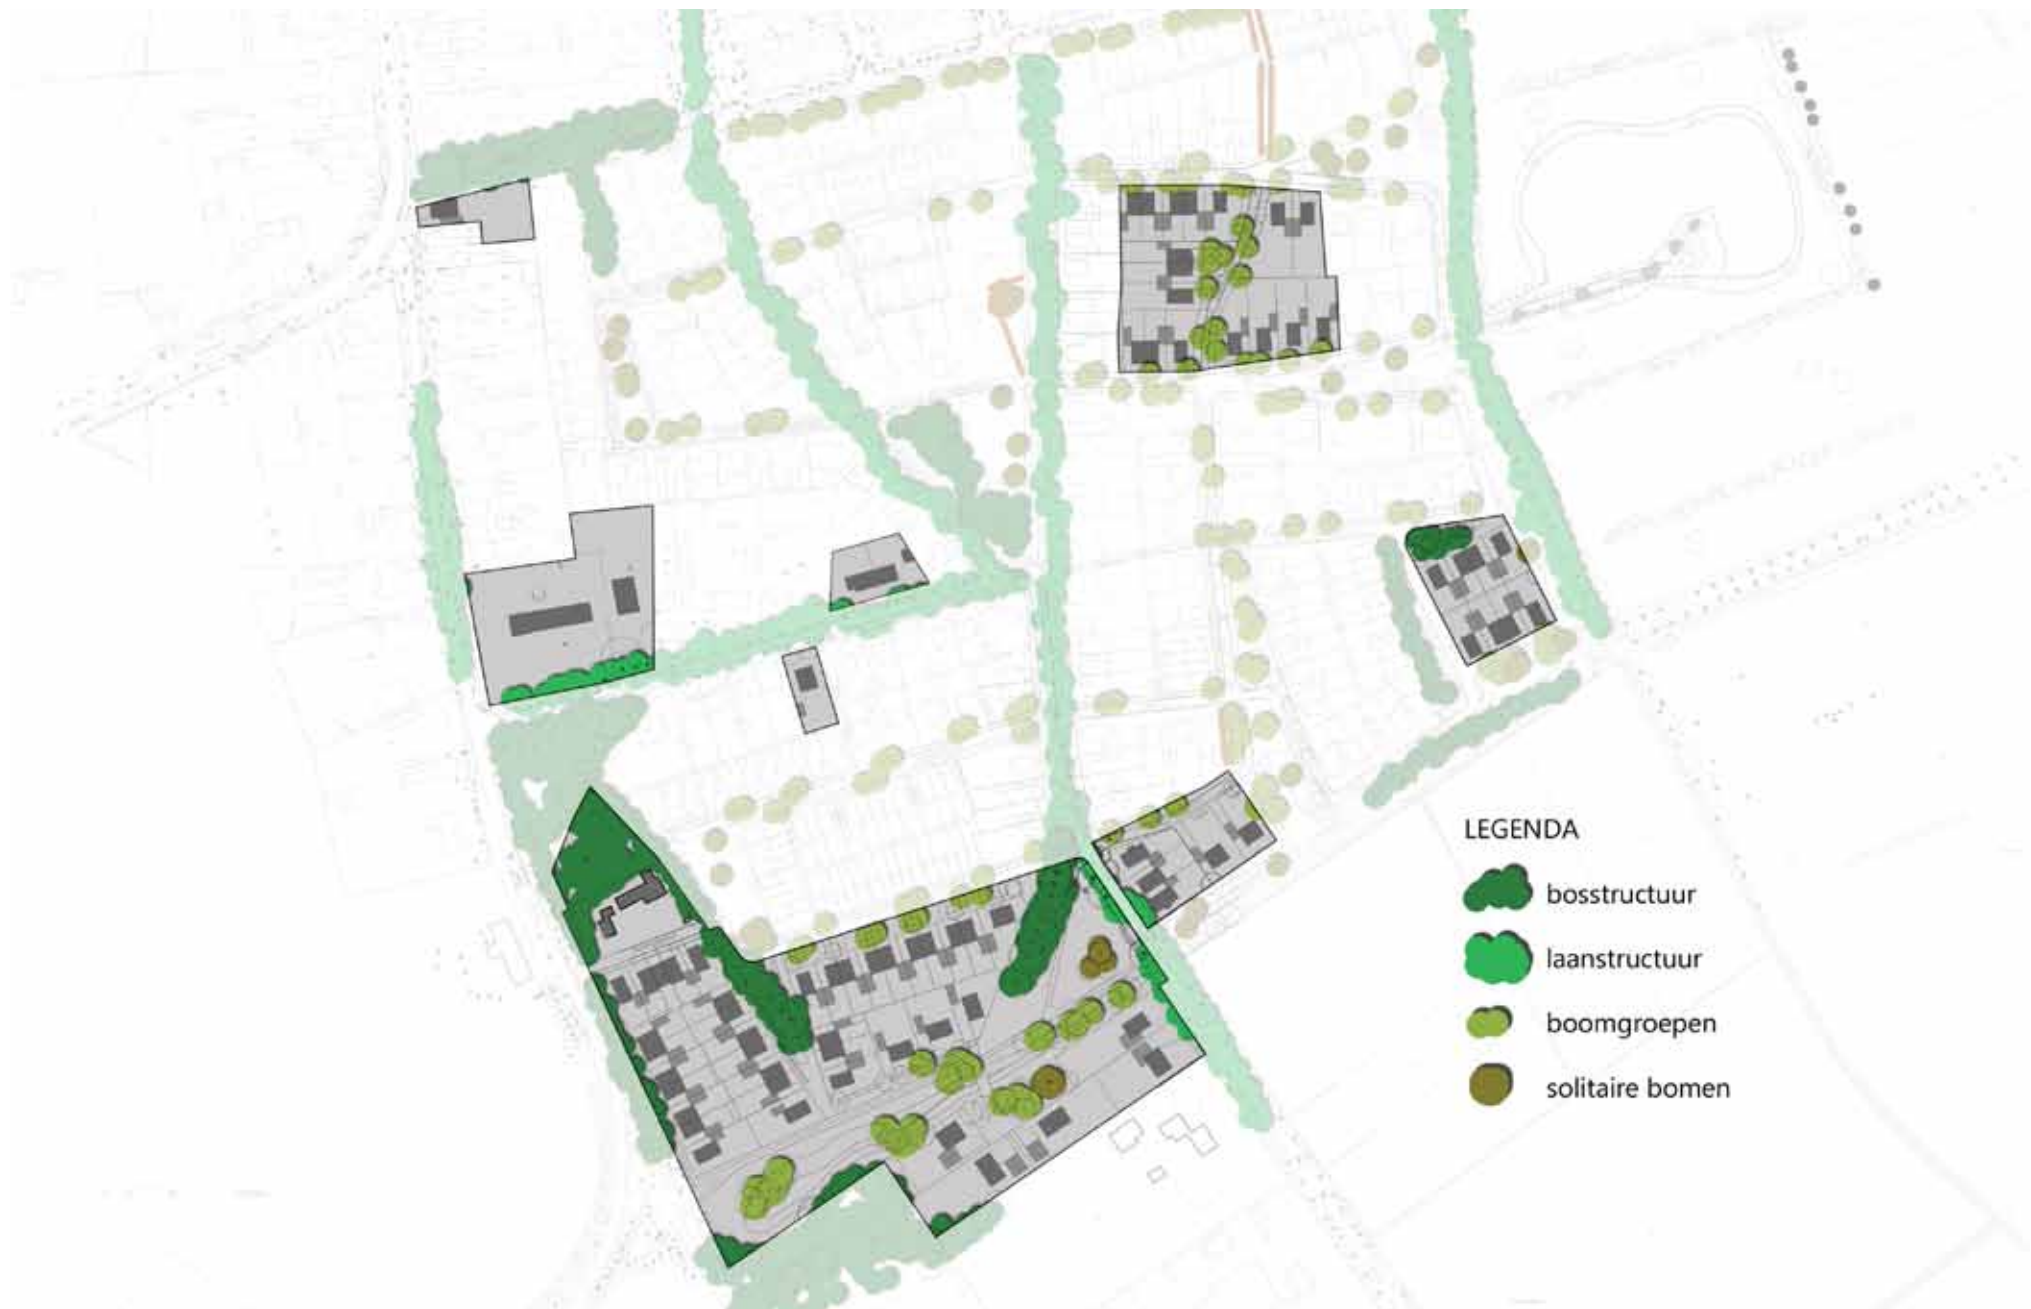 LEGENDA
bosstructuur
laanstructuur
boomgroepen
solitaire bomen